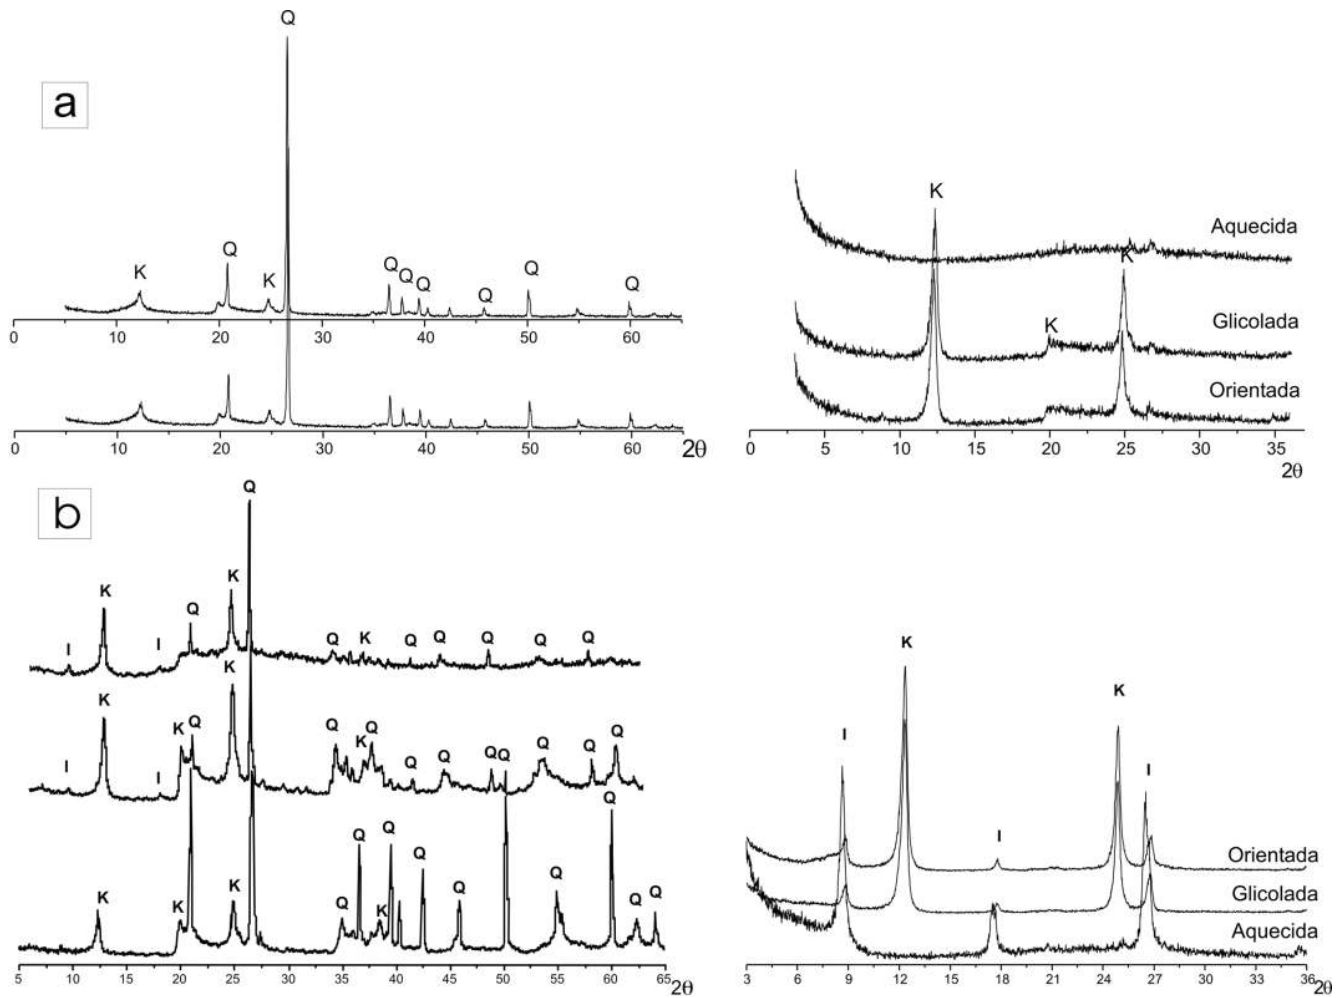 a
Q
K
Q
K
Q
Q
Q
Q
Q
Q
0 10 20 30 40 50 60
0 10 20 30 40 50 60 2θ
K
Aquecida
K
K
Glicolada
Orientada
0 5 10 15 20 25 30 35
2θ
b
Q
K
K
Q
I
I
Q
K
Q
Q
Q
Q
Q
K
K
K
Q
I
I
Q
K
Q
Q
Q
Q
Q
Q
Q
Q
K
K
K
Q
Q
K
Q
Q
Q
Q
Q
Q
Q
5 10 15 20 25 30 35 40 45 50 55 60 65
2θ
K
K
I
I
I
Orientada
Glicolada
Aquecida
3 6 9 12 15 18 21 24 27 30 33 36
2θ